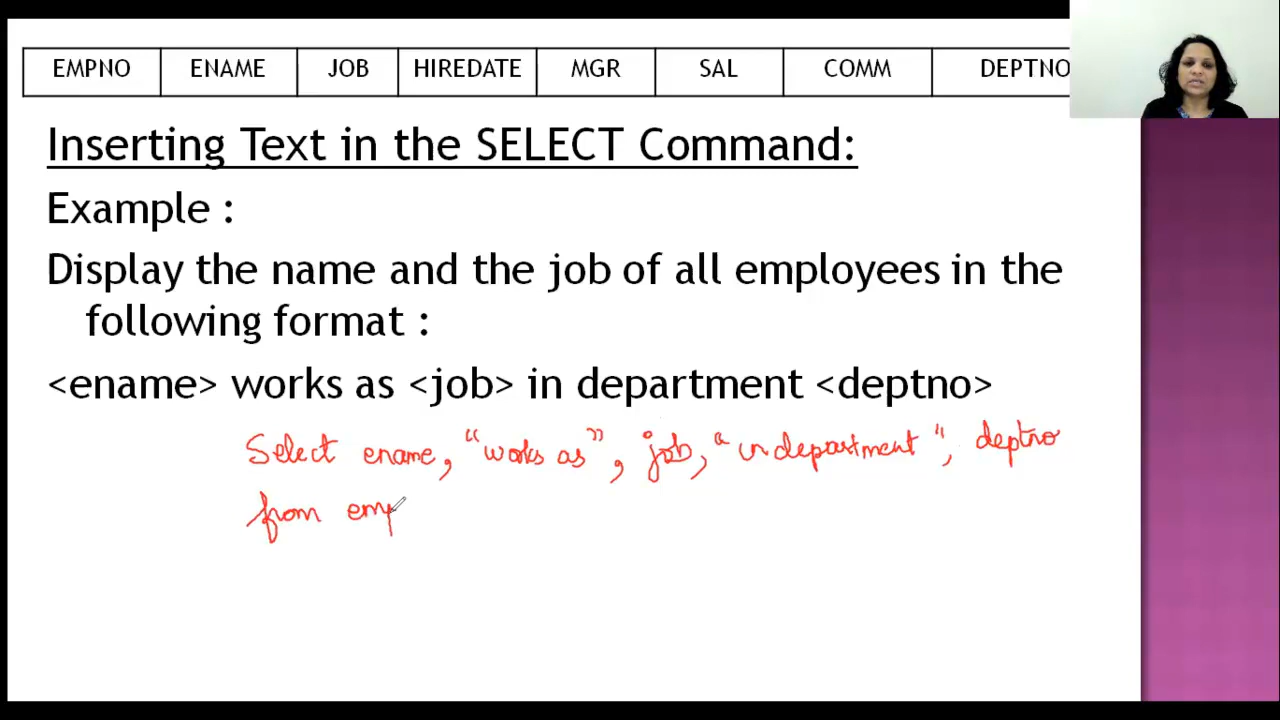 EMPNO ENAME JOB HIREDATE MGR SAL COMM DEPTNO
Inserting Text in the SELECT Command:
Example :
Display the name and the job of all employees in the
following format :
<ename> works as <job> in department <deptno>
Select ename, "works as", job, "in department", deptno
from emp